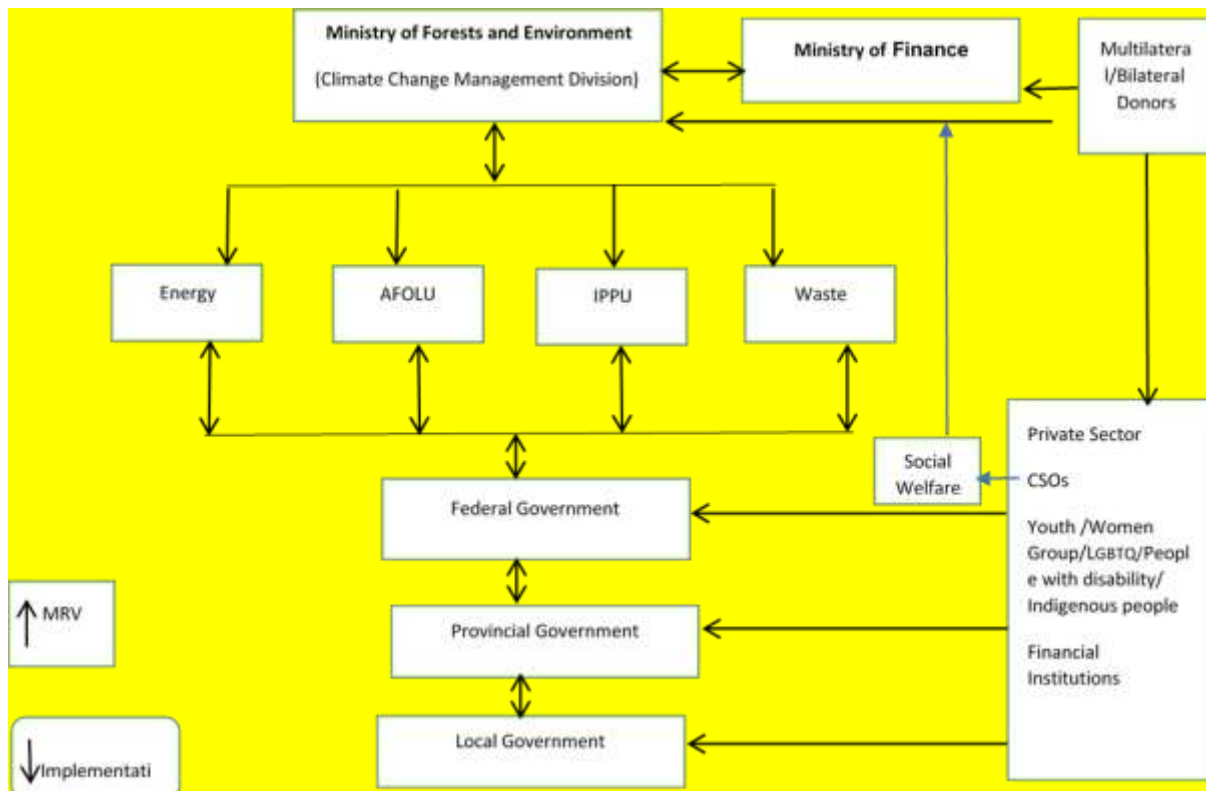 Ministry of Forests and Environment
(Climate Change Management Division)
Ministry of Finance
Multilatera
l/Bilateral
Donors
Energy
AFOLU
IPPU
Waste
Social
Welfare
Federal Government
Provincial Government
Local Government
Private Sector
CSOs
Youth /Women
Group/LGBTQ/Peopl
e with disability/
Indigenous people
Financial
Institutions
MRV
Implementati